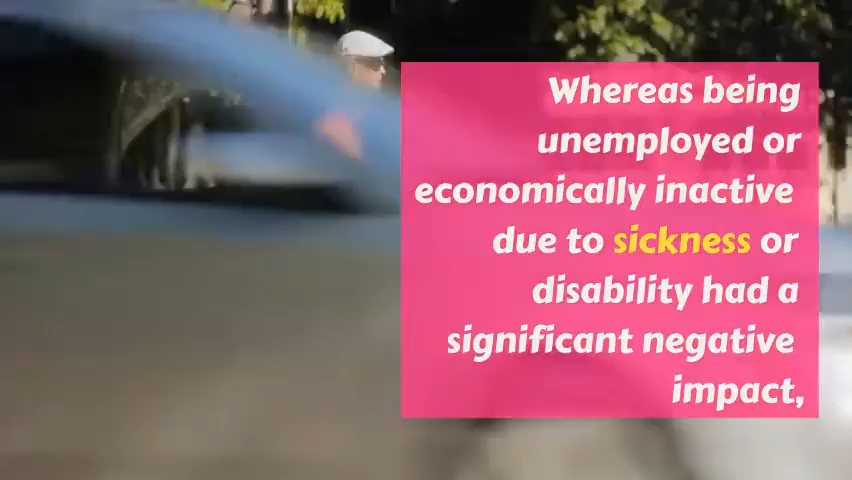 Whereas being
unemployed or
economically inactive
due to sickness or
disability had a
significant negative
impact,